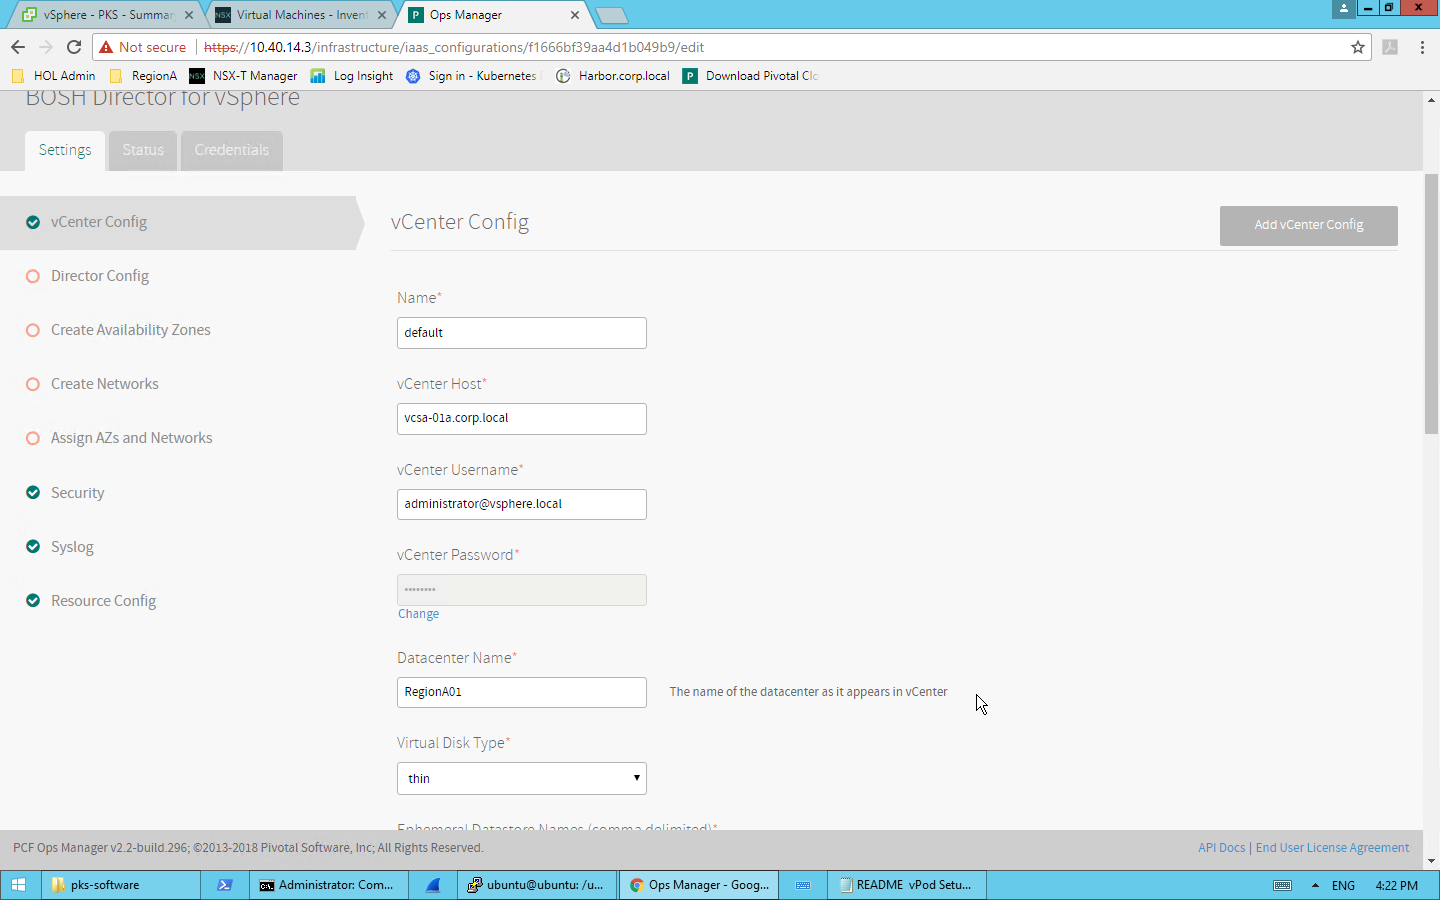 vSphere - PKS - Summar
Virtual Machines - Invent
Ops Manager
Not secure
https://10.40.14.3/infrastructure/iaas_configurations/f1666bf39aa4d1b049b9/edit
HOL Admin
RegionA
NSX
NSX-T Manager
Log Insight
Sign in - Kubernetes
Harbor.corp.local
Download Pivotal Clo
BOSH Director for vSphere
Settings
Status
Credentials
vCenter Config
Director Config
Create Availability Zones
Create Networks
Assign AZs and Networks
Security
Syslog
Resource Config
vCenter Config
Add vCenter Config
Name*
default
vCenter Host*
vcsa-01a.corp.local
vCenter Username*
administrator@vsphere.local
vCenter Password*
••••••••
Change
Datacenter Name*
RegionA01
The name of the datacenter as it appears in vCenter
Virtual Disk Type*
thin
Ephemeral Datastore Names (comma delimited)*
PCF Ops Manager v2.2-build.296; ©2013-2018 Pivotal Software, Inc; All Rights Reserved.
API Docs | End User License Agreement
pks-software
Administrator: Com...
ubuntu@ubuntu: /u...
Ops Manager - Goog...
README vPod Setu...
ENG
4:22 PM